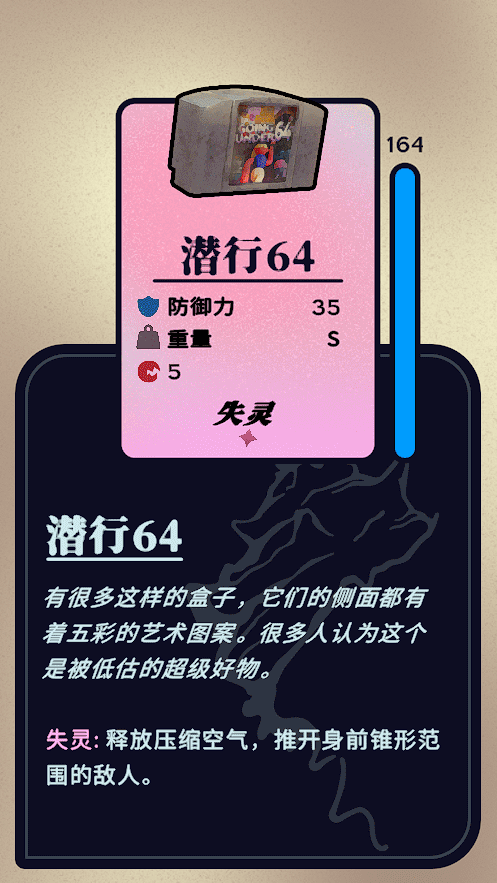 GOING
UNDER 64
164
潜行64
防御力 35
重量 S
5
失灵
潜行64
有很多这样的盒子，它们的侧面都有
着五彩的艺术图案。很多人认为这个
是被低估的超级好物。
失灵: 释放压缩空气，推开身前锥形范
围的敌人。